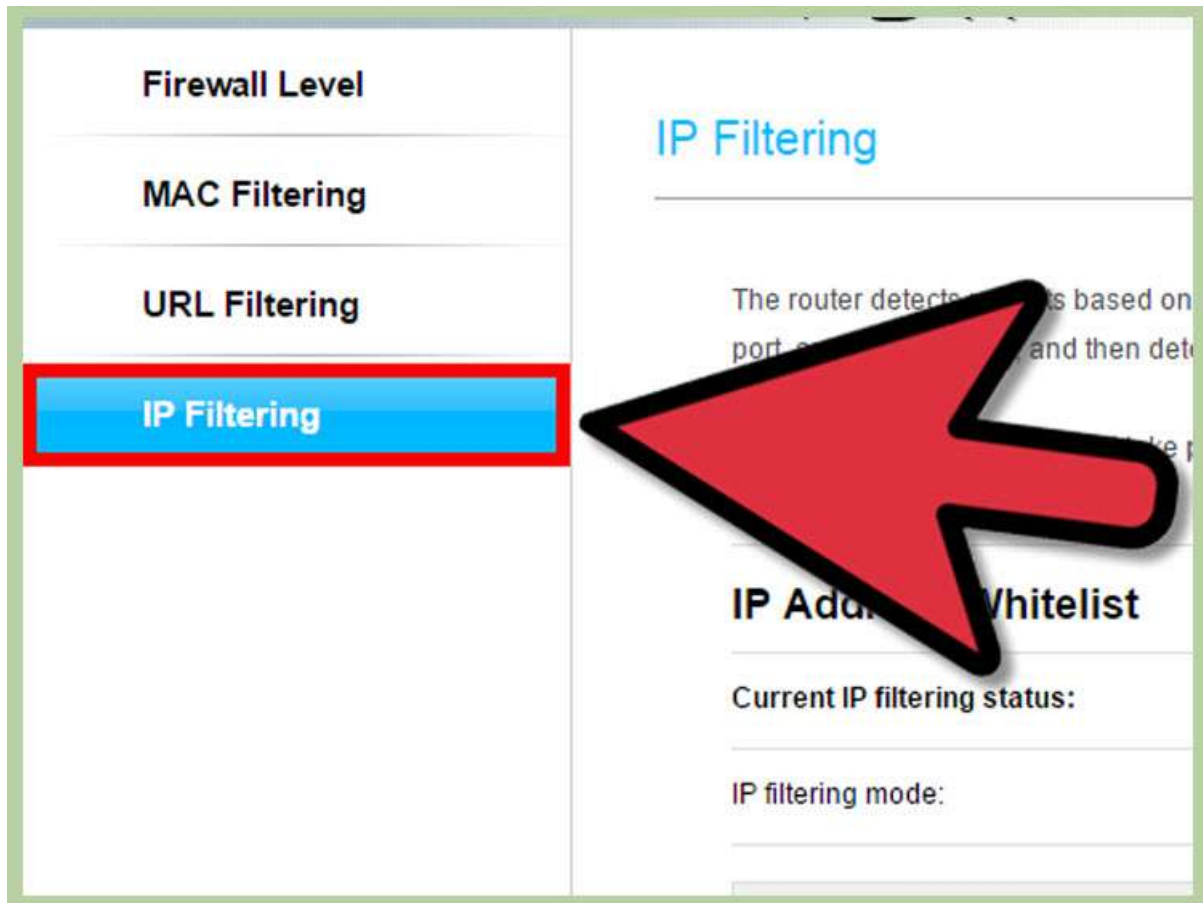 Firewall Level
MAC Filtering
URL Filtering
IP Filtering
IP Filtering
The router detects based on
port, and then det
IP Whitelist
Current IP filtering status:
IP filtering mode: